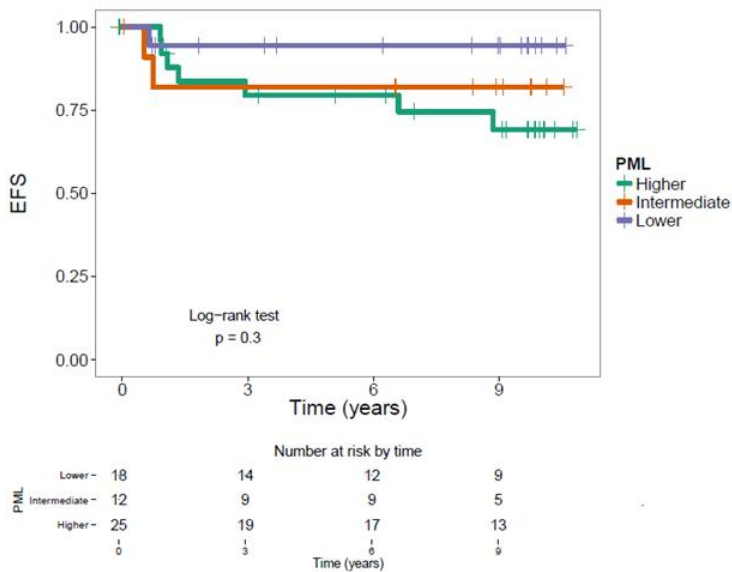 1.00
0.75
0.50
0.25
0.00
EFS
Log-rank test
p = 0.3
0 3 6 9
Time (years)
PML
Higher
Intermediate
Lower
Number at risk by time
PML
Lower 18 14 12 9
Intermediate 12 9 9 5
Higher 25 19 17 13
0 3 6 9
Time (years)